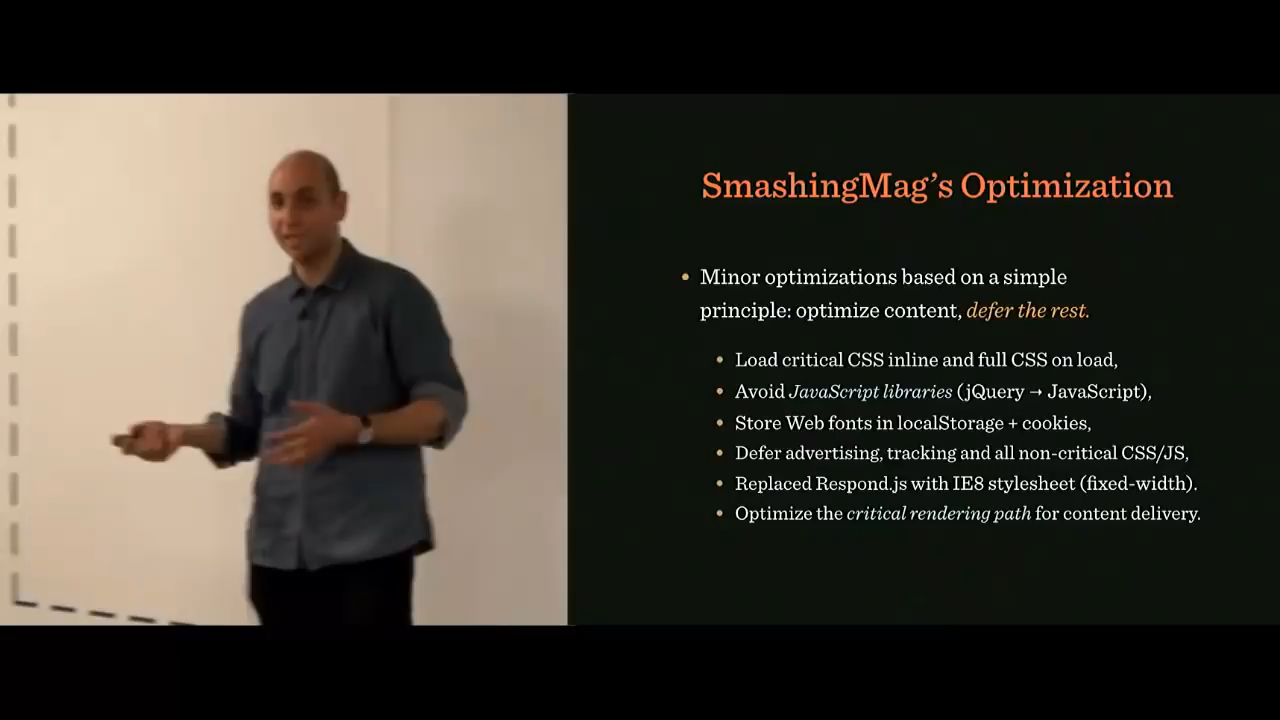 SmashingMag’s Optimization
• Minor optimizations based on a simple
principle: optimize content, defer the rest.
• Load critical CSS inline and full CSS on load,
• Avoid JavaScript libraries (jQuery → JavaScript),
• Store Web fonts in localStorage + cookies,
• Defer advertising, tracking and all non-critical CSS/JS,
• Replaced Respond.js with IE8 stylesheet (fixed-width).
• Optimize the critical rendering path for content delivery.